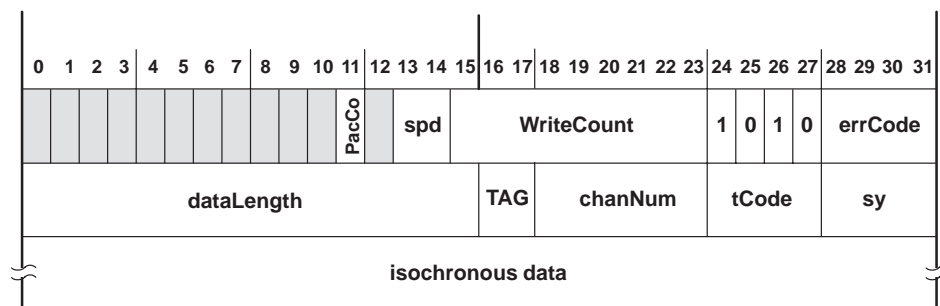 0 1 2 3 4 5 6 7 8 9 10 11 12 13 14 15 16 17 18 19 20 21 22 23 24 25 26 27 28 29 30 31
PacCo spd WriteCount 1 0 1 0 errCode
dataLength TAG chanNum tCode sy
isochronous data